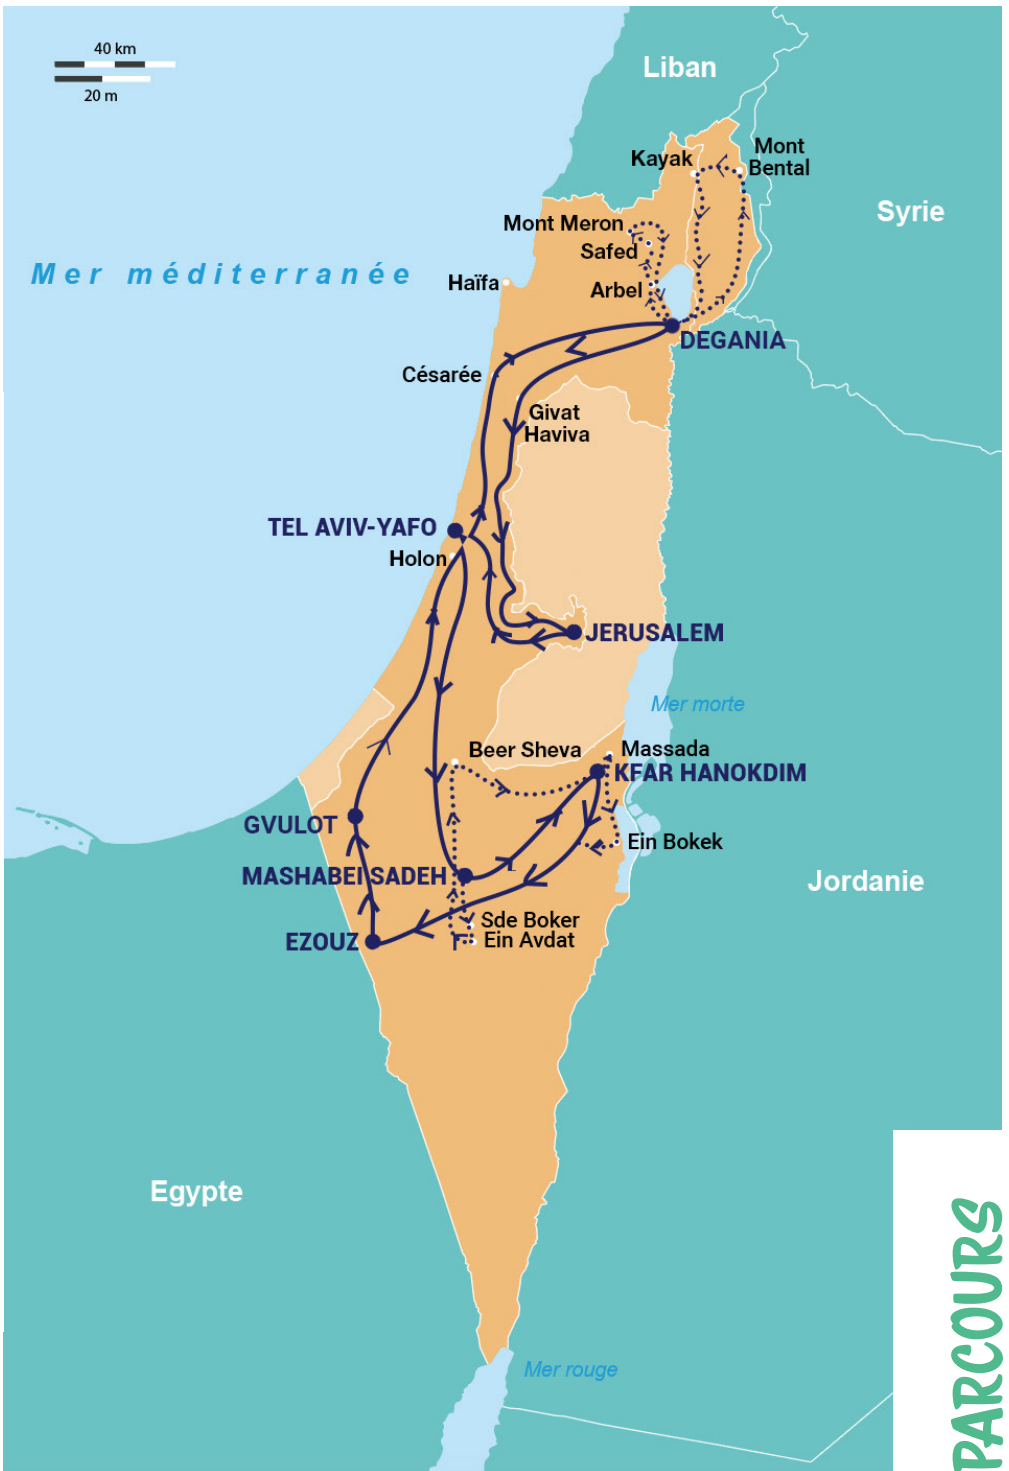 40 km
20 m
Liban
Kayak
Mont
Bental
Syrie
Mont Meron
Safed
Mer méditerranée
Haïfa
Arbel
DEGANIA
Césarée
Givat
Haviva
TEL AVIV-YAFO
Holon
JERUSALEM
Mer morte
Beer Sheva
Massada
KFAR HANOKDIM
GVULOT
Ein Bokek
MASHABEI SADEH
Jordanie
Sde Boker
EZOUZ
Ein Avdat
Egypte
Mer rouge
PARCOURS